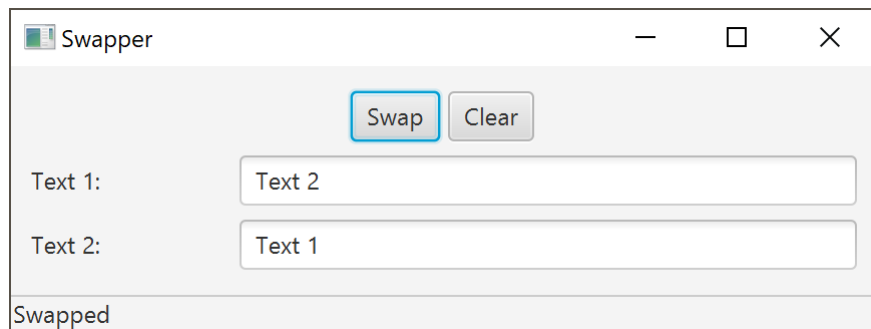 Swapper
Swap Clear
Text 1: Text 2
Text 2: Text 1
Swapped